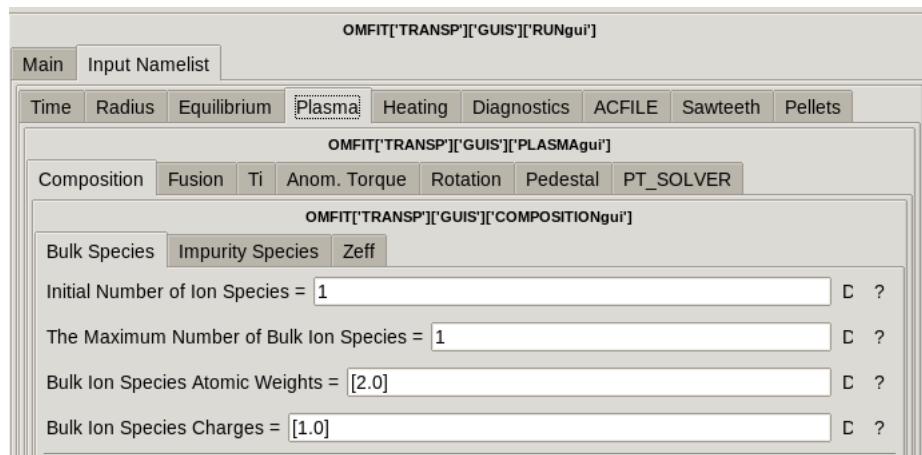 OMFIT['TRANSP']['GUIS']['RUNgui']
Main Input Namelist
Time Radius Equilibrium Plasma Heating Diagnostics ACFILE Sawteeth Pellets
OMFIT['TRANSP']['GUIS']['PLASMAgui']
Composition Fusion Ti Anom. Torque Rotation Pedestal PT_SOLVER
OMFIT['TRANSP']['GUIS']['COMPOSITIONgui']
Bulk Species Impurity Species Zeff
Initial Number of Ion Species = 1 D ?
The Maximum Number of Bulk Ion Species = 1 D ?
Bulk Ion Species Atomic Weights = [2.0] D ?
Bulk Ion Species Charges = [1.0] D ?